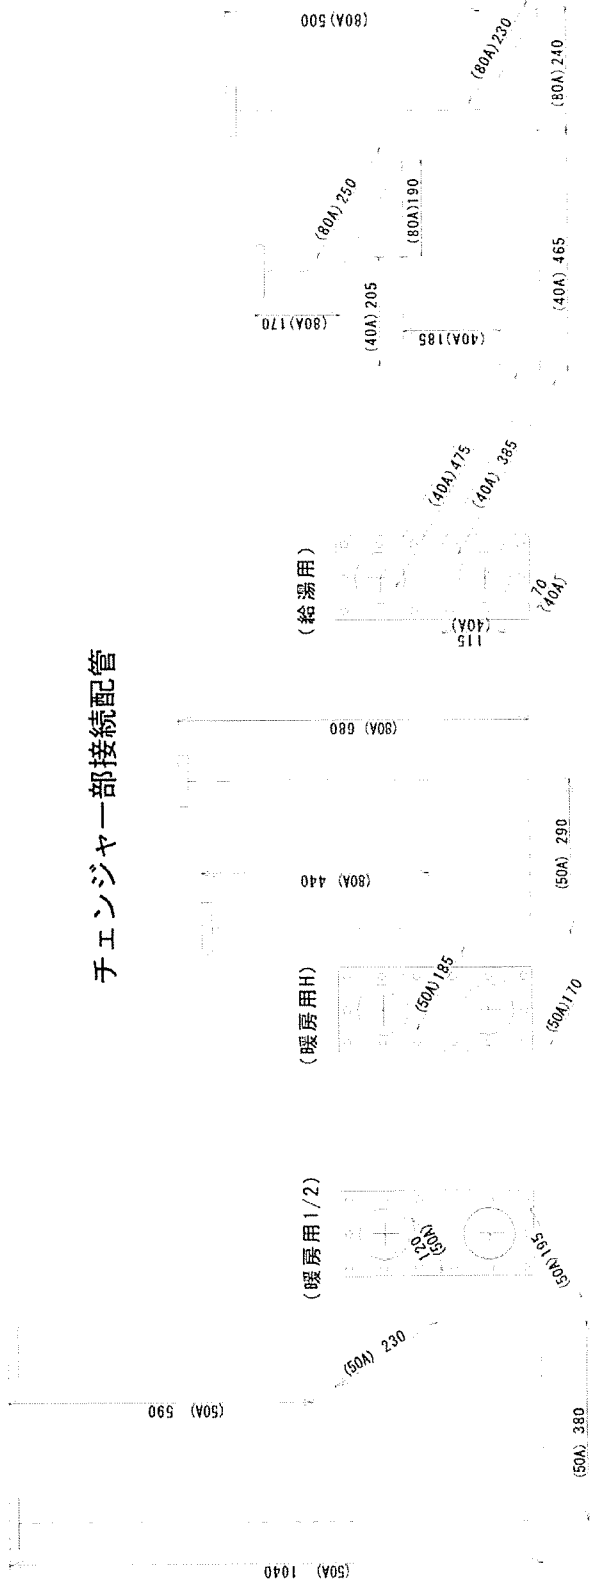 チェンジャー部接続配管
(暖房用1/2)
(50A) 1040
(50A) 590
(50A) 380
(50A) 230
120
(50A)
(50A)195
(暖房用H)
(50A)185
(50A)170
(80A) 440
(80A) 680
(50A) 290
(給湯用)
115
(40A)
70
(40A)
(40A)475
(40A) 385
(80A)170
(40A) 205
(40A)185
(80A)250
(80A)190
(40A) 465
(80A)500
(80A)230
(80A)240